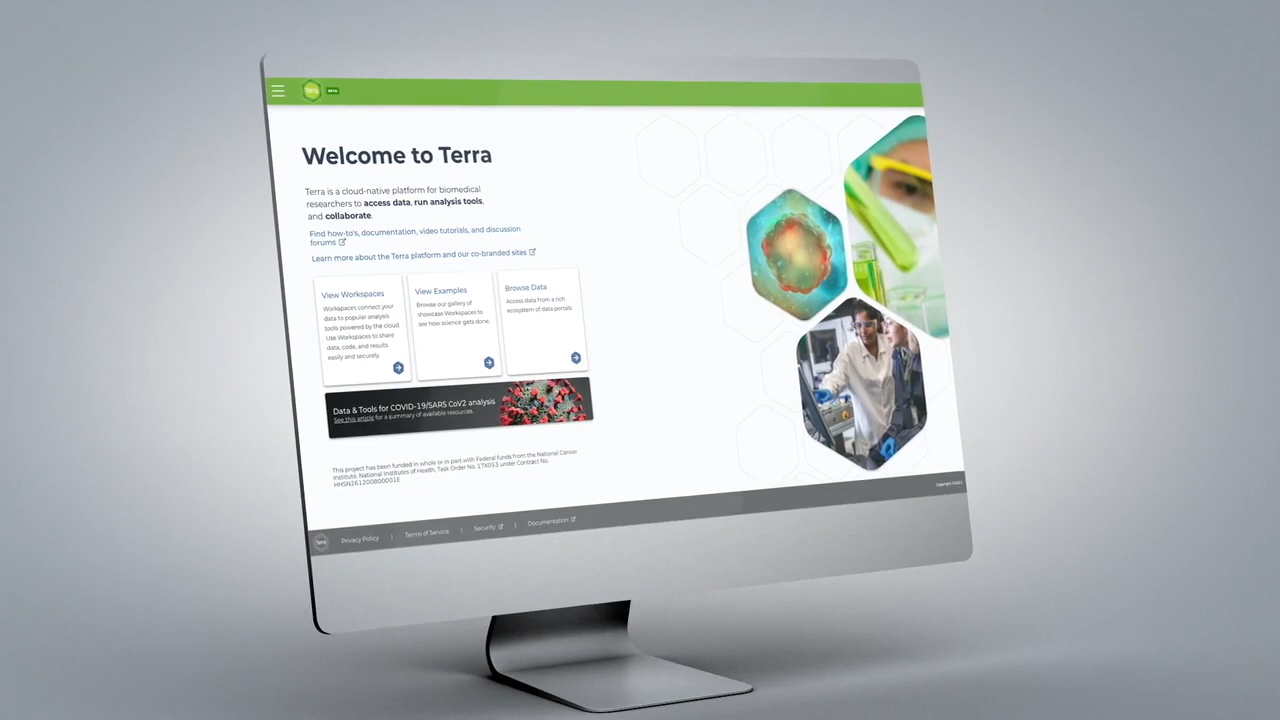 Terra
BETA
Welcome to Terra
Terra is a cloud-native platform for biomedical
researchers to access data, run analysis tools,
and collaborate.
Find how-to's, documentation, video tutorials, and discussion
forums
Learn more about the Terra platform and our co-branded sites
View Workspaces
Workspaces connect your
data to popular analysis
tools powered by the cloud.
Use Workspaces to share
data, code, and results
easily and securely.
View Examples
Browse our gallery of
showcase Workspaces to
see how science gets done.
Browse Data
Access data from a rich
ecosystem of data portals.
Data & Tools for COVID-19/SARS CoV2 analysis
See this article for a summary of available resources.
This project has been funded in whole or in part with Federal funds from the National Cancer
Institute, National Institutes of Health, Task Order No. 17X053 under Contract No.
HHSN261200800001E
Terra
Privacy Policy | Terms of Service | Security | Documentation
Copyright ©2021